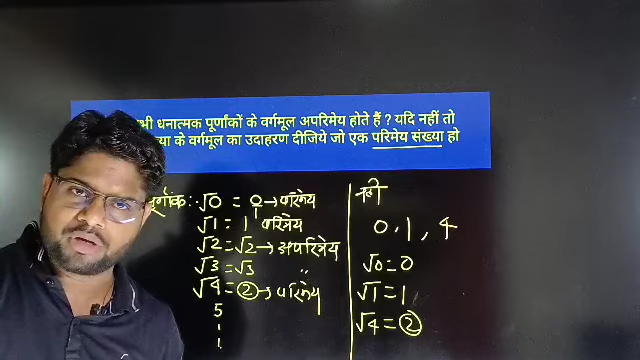 भी धनात्मक पूर्णांकों के वर्गमूल अपरिमेय होते हैं ? यदि नहीं तो
के वर्गमूल का उदाहरण दीजिये जो एक परिमेय संख्या हो
√0 = 0 → परिमेय
√1 = 1 परिमेय
√2 = √2 → अपरिमेय
√3 = √3 "
√4 = 2 → परिमेय
5
नहीं
0, 1, 4
√0 = 0
√1 = 1
√4 = 2